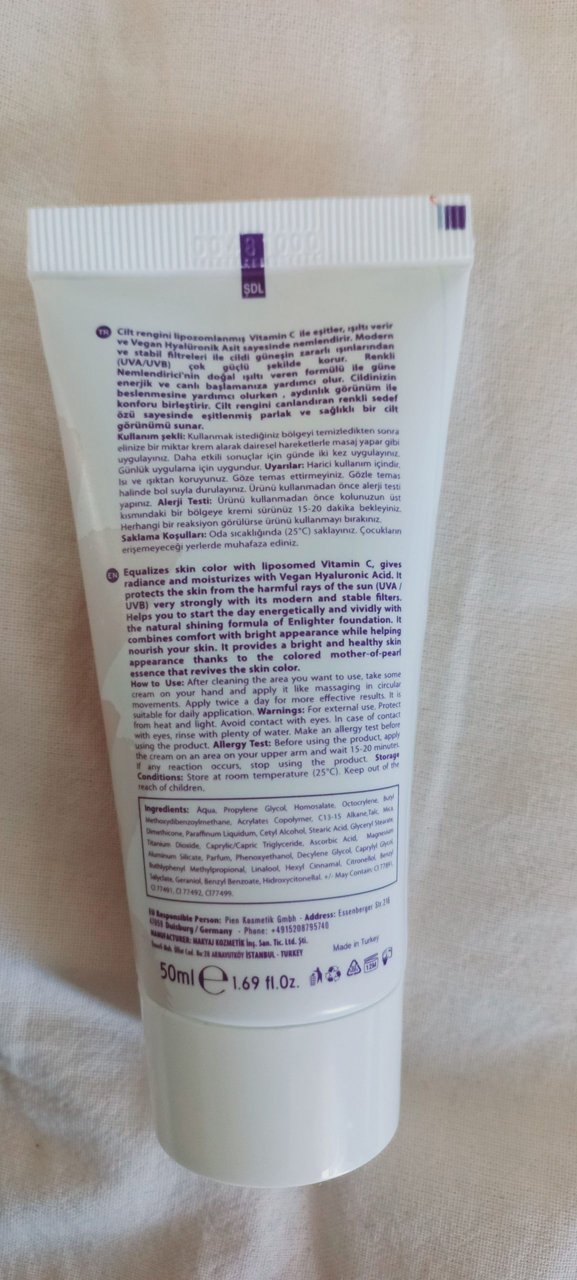 ŞDL
TR Cilt rengini lipozomlanmış Vitamin C ile eşitler, ışıltı verir
ve Vegan Hyalüronik Asit sayesinde nemlendirir. Modern
ve stabil filtreleri ile cildi güneşin zararlı ışınlarından
(UVA/UVB) çok güçlü şekilde korur. Renkli
Nemlendirici'nin doğal ışıltı veren formülü ile güne
enerjik ve canlı başlamanıza yardımcı olur. Cildinizin
beslenmesine yardımcı olurken , aydınlık görünüm ile
konforu birleştirir. Cilt rengini canlandıran renkli sedef
özü sayesinde eşitlenmiş parlak ve sağlıklı bir cilt
görünümü sunar.
Kullanım şekli: Kullanmak istediğiniz bölgeyi temizledikten sonra
elinize bir miktar krem alarak dairesel hareketlerle masaj yapar gibi
uygulayınız. Daha etkili sonuçlar için günde iki kez uygulayınız.
Günlük uygulama için uygundur. Uyarılar: Harici kullanım içindir.
Isı ve ışıktan koruyunuz. Göze temas ettirmeyiniz. Gözle temas
halinde bol suyla durulayınız. Ürünü kullanmadan önce alerji testi
yapınız. Alerji Testi: Ürünü kullanmadan önce kolunuzun üst
kısmındaki bir bölgeye kremi sürünüz 15-20 dakika bekleyiniz.
Herhangi bir reaksiyon görülürse ürünü kullanmayı bırakınız.
Saklama Koşulları: Oda sıcaklığında (25°C) saklayınız. Çocukların
erişemeyeceği yerlerde muhafaza ediniz.
EN Equalizes skin color with liposomed Vitamin C, gives
radiance and moisturizes with Vegan Hyaluronic Acid. It
protects the skin from the harmful rays of the sun (UVA /
UVB) very strongly with its modern and stable filters.
Helps you to start the day energetically and vividly with
the natural shining formula of Enlighter foundation. It
combines comfort with bright appearance while helping
nourish your skin. It provides a bright and healthy skin
appearance thanks to the colored mother-of-pearl
essence that revives the skin color.
How to Use: After cleaning the area you want to use, take some
cream on your hand and apply it like massaging in circular
movements. Apply twice a day for more effective results. It is
suitable for daily application. Warnings: For external use. Protect
from heat and light. Avoid contact with eyes. In case of contact
with eyes, rinse with plenty of water. Make an allergy test before
using the product. Allergy Test: Before using the product, apply
the cream on an area on your upper arm and wait 15-20 minutes.
If any reaction occurs, stop using the product. Storage
Conditions: Store at room temperature (25°C). Keep out of the
reach of children.
Ingredients: Aqua, Propylene Glycol, Homosalate, Octocrylene, Butyl
Methoxydibenzoylmethane, Acrylates Copolymer, C13-15 Alkane,Talc, Mica,
Dimethicone, Paraffinum Liquidum, Cetyl Alcohol, Stearic Acid, Glyceryl Stearate,
Titanium Dioxide, Caprylic/Capric Triglyceride, Ascorbic Acid, Magnesium
Aluminum Silicate, Parfum, Phenoxyethanol, Decylene Glycol, Caprylyl Glycol,
Buthlyphenyl Methylpropional, Linalool, Hexyl Cinnamal, Citronellol, Benzyl
Salycylate, Geraniol, Benzyl Benzoate, Hidroxycitonellal. +/- May Contain: CI 77891,
CI 77491, CI 77492, CI77499.
EU Responsible Person: Pien Kosmetik Gmbh - Address: Essenberger Str.21B
47059 Duisburg / Germany - Phone: +4915208795740
MANUFACTURER: MAKYAJ KOZMETİK İnş. San. Tic. Ltd. Şti.
Cad. No:28 ARNAVUTKÖY İSTANBUL - TURKEY
Made in Turkey
50ml e 1.69 fl.Oz.
12M